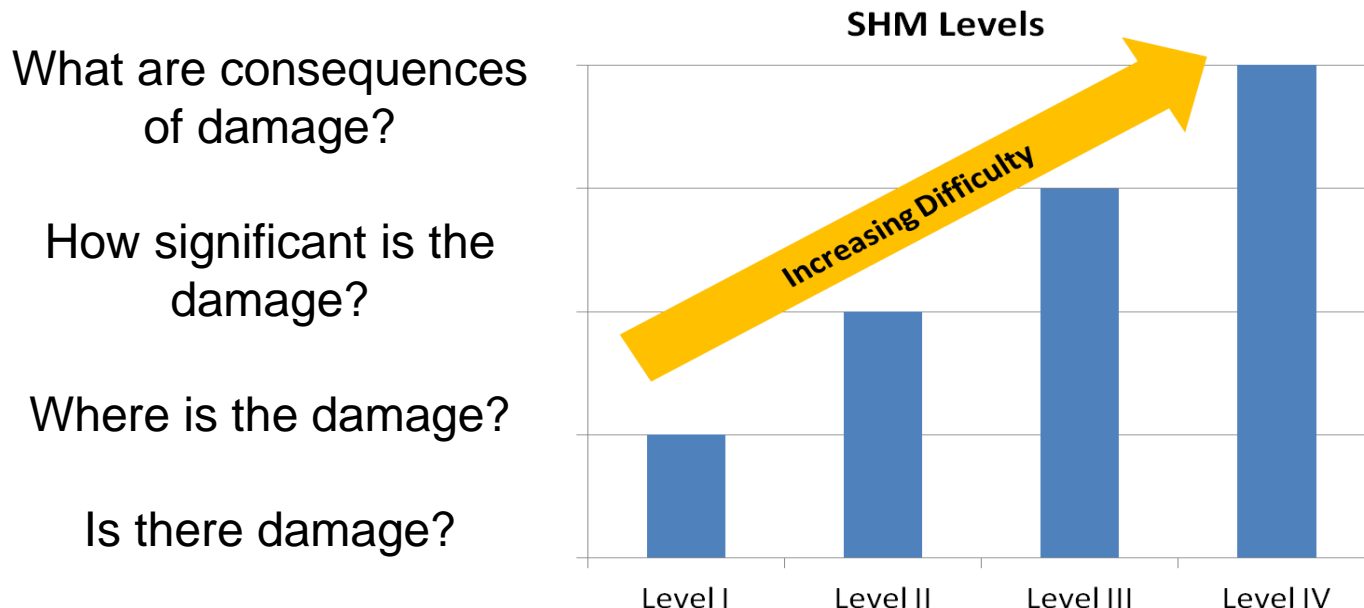 SHM Levels
What are consequences
of damage?
How significant is the
damage?
Where is the damage?
Is there damage?
Increasing Difficulty
Level I
Level II
Level III
Level IV